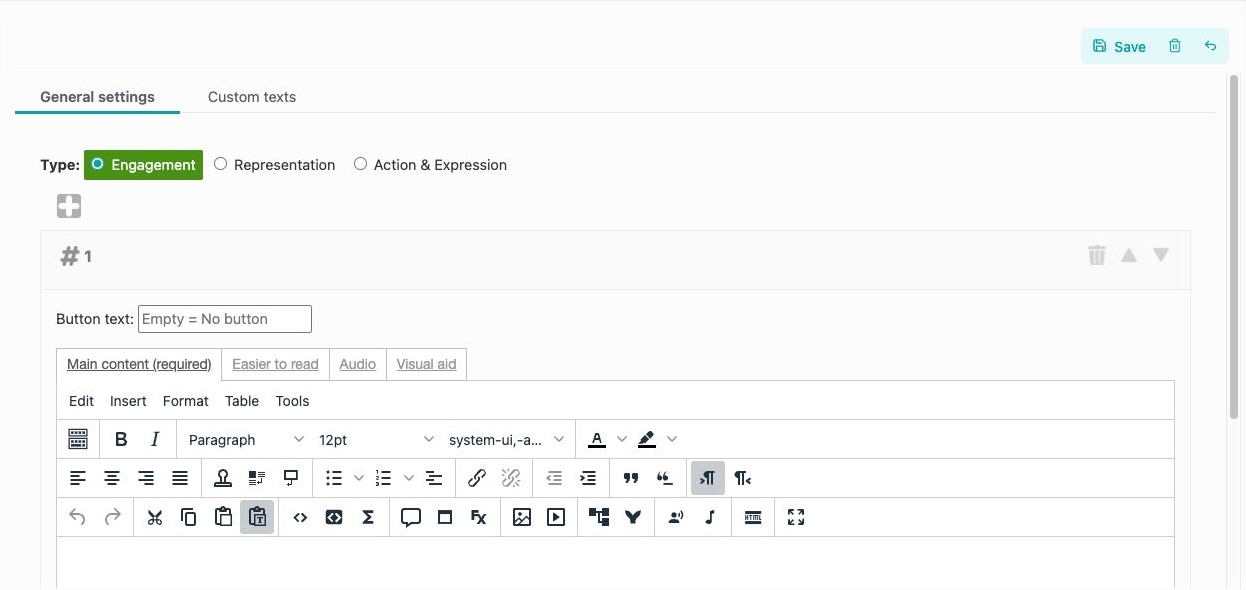 Save
General settings Custom texts
Type: Engagement Representation Action & Expression
# 1
Button text: Empty = No button
Main content (required) Easier to read Audio Visual aid
Edit Insert Format Table Tools
B I Paragraph 12pt system-ui,-a... A
HTML